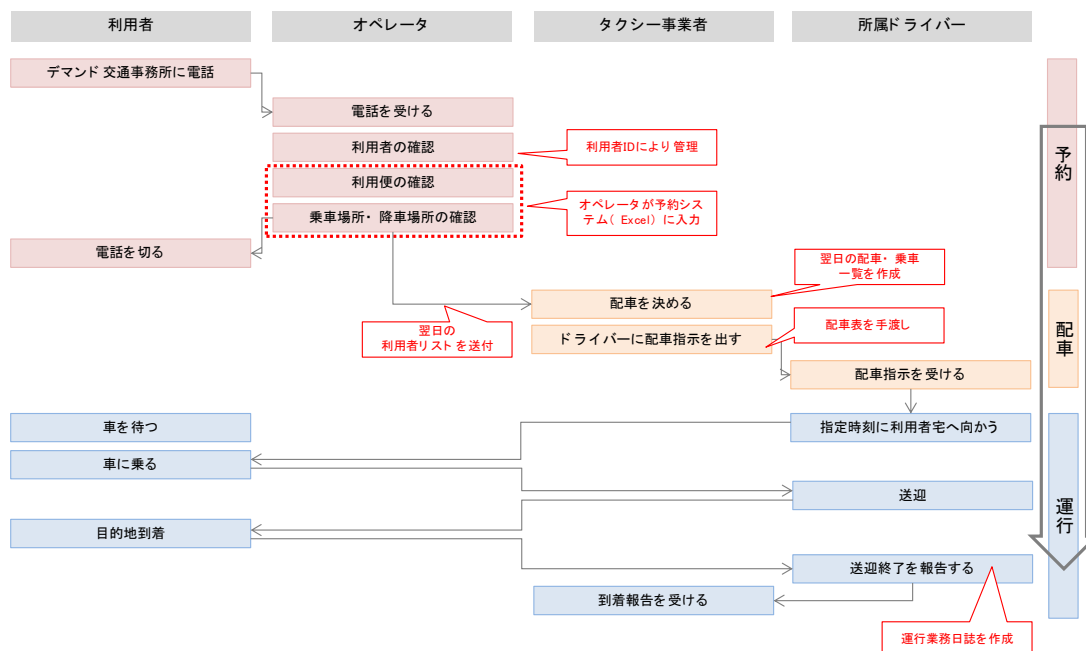 利用者
オペレータ
タクシー事業者
所属ドライバー
デマンド交通事務所に電話
電話を受ける
利用者の確認
利用者IDにより管理
予約
利用便の確認
オペレータが予約シス
テム(Excel)に入力
乗車場所・降車場所の確認
電話を切る
翌日の配車・乗車
一覧を作成
配車を決める
翌日の
利用者リストを送付
ドライバーに配車指示を出す
配車表を手渡し
配車
配車指示を受ける
車を待つ
指定時刻に利用者宅へ向かう
車に乗る
送迎
運行
目的地到着
送迎終了を報告する
到着報告を受ける
運行業務日誌を作成